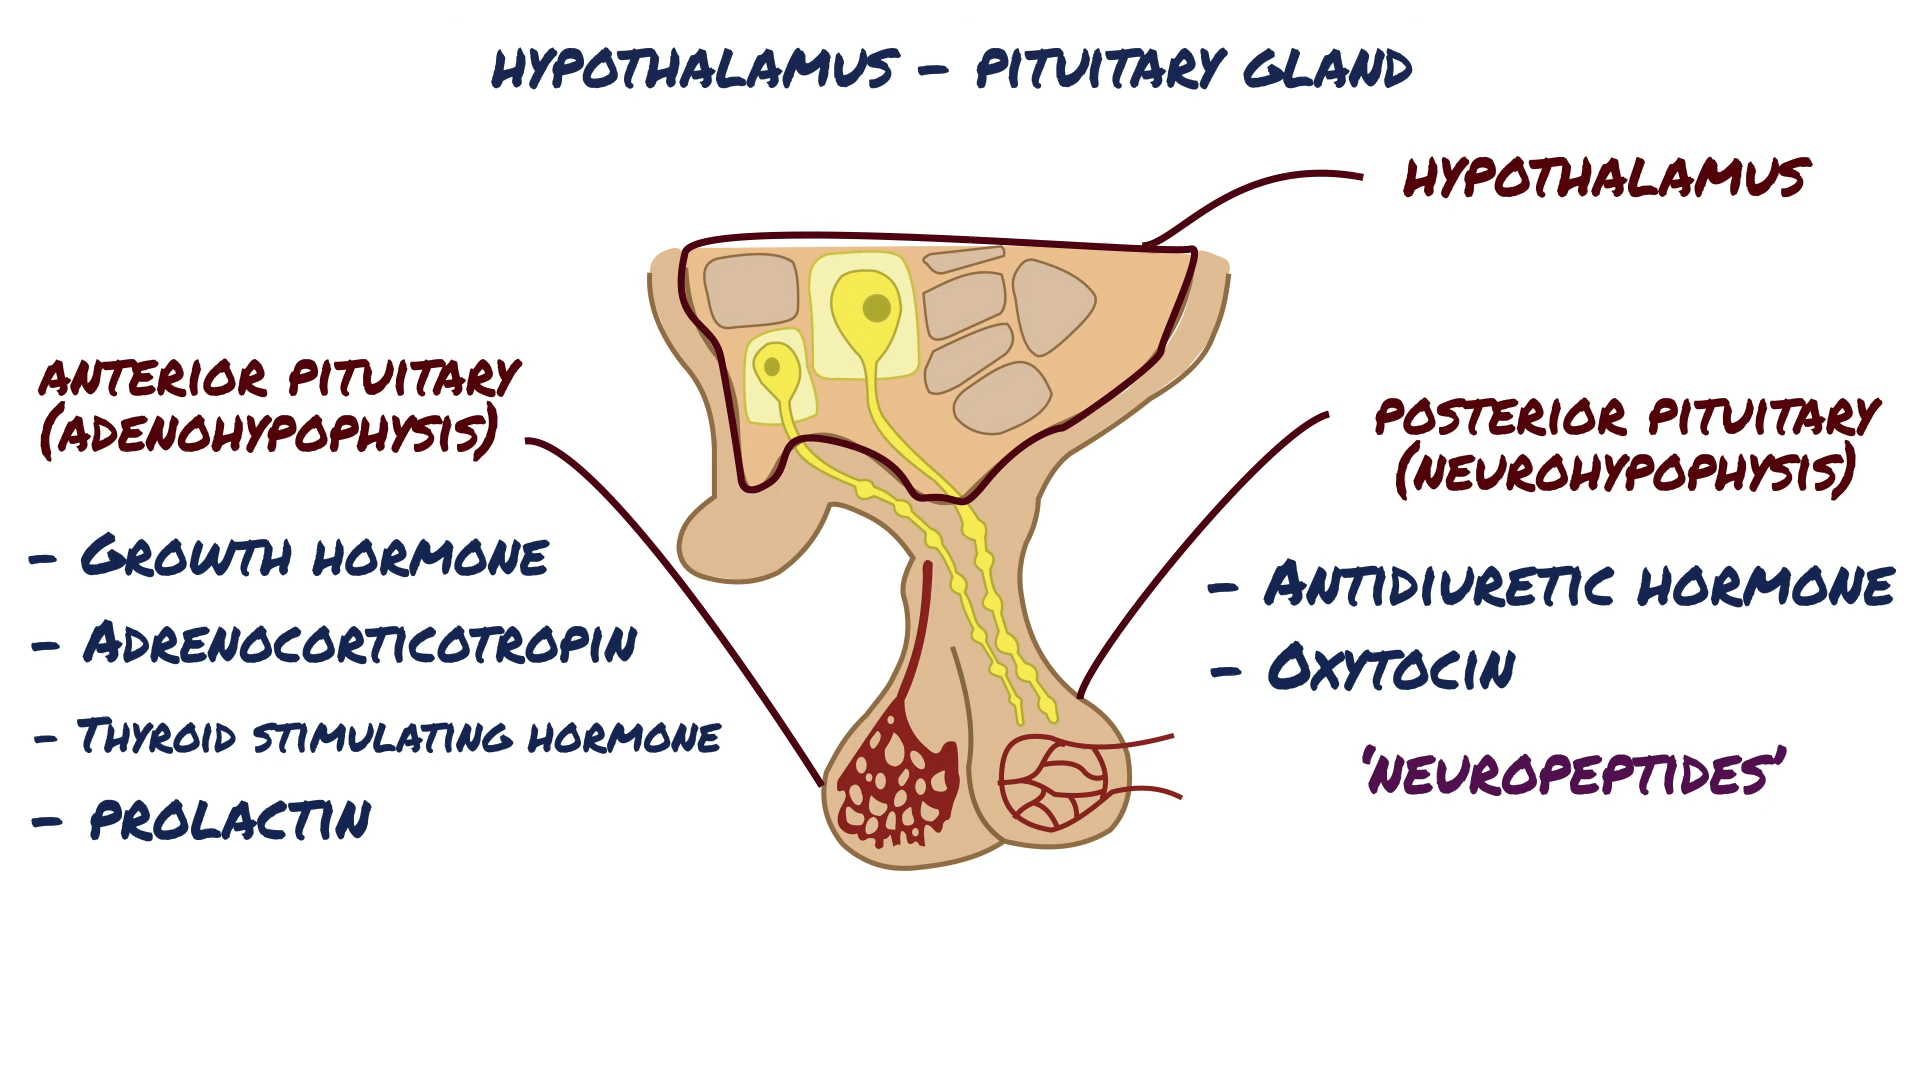 HYPOTHALAMUS - PITUITARY GLAND
HYPOTHALAMUS
ANTERIOR PITUITARY
(ADENOHYPOPHYSIS)
- GROWTH HORMONE
- ADRENOCORTICOTROPIN
- THYROID STIMULATING HORMONE
- PROLACTIN
POSTERIOR PITUITARY
(NEUROHYPOPHYSIS)
- ANTIDIURETIC HORMONE
- OXYTOCIN
'NEUROPEPTIDES'